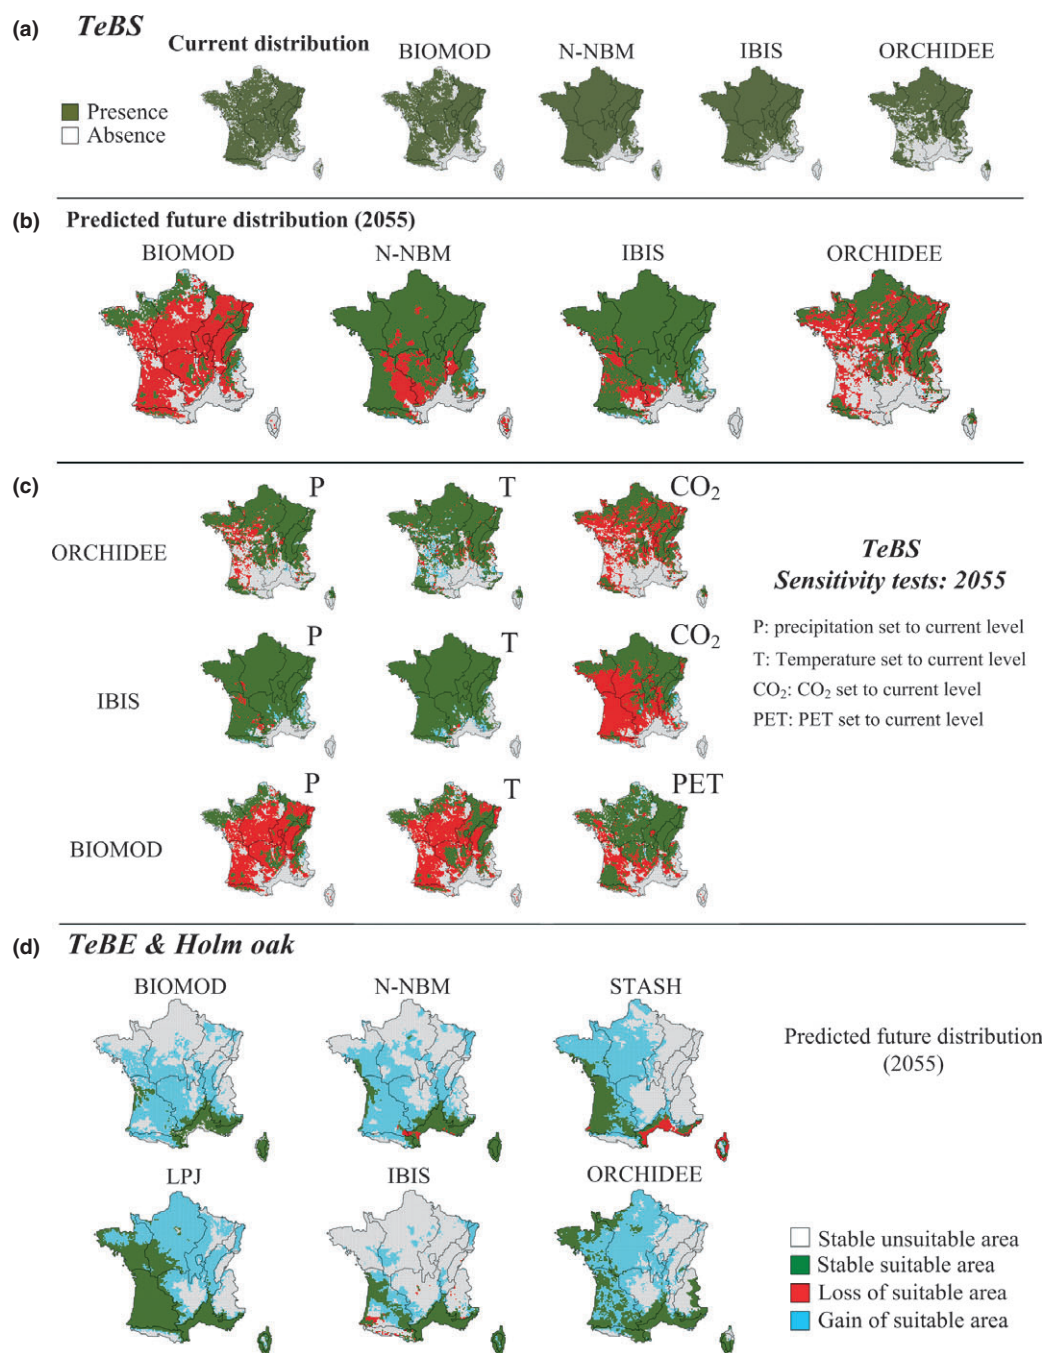 (a) TeBS
Current distribution
BIOMOD N-NBM IBIS ORCHIDEE
Presence
Absence
(b) Predicted future distribution (2055)
BIOMOD N-NBM IBIS ORCHIDEE
(c)
P T CO₂
ORCHIDEE
TeBS
Sensitivity tests: 2055
P: precipitation set to current level
T: Temperature set to current level
CO₂: CO₂ set to current level
PET: PET set to current level
P T CO₂
IBIS
P T PET
BIOMOD
(d) TeBE & Holm oak
BIOMOD N-NBM STASH
Predicted future distribution
(2055)
LPJ IBIS ORCHIDEE
Stable unsuitable area
Stable suitable area
Loss of suitable area
Gain of suitable area